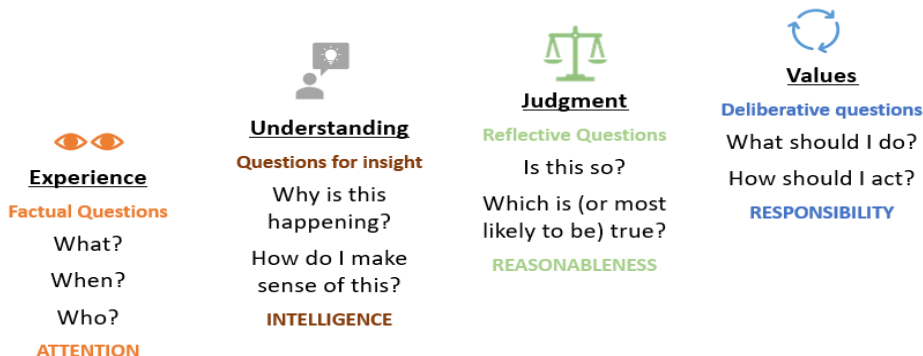 Experience
Factual Questions
What?
When?
Who?
ATTENTION
Understanding
Questions for insight
Why is this
happening?
How do I make
sense of this?
INTELLIGENCE
Judgment
Reflective Questions
Is this so?
Which is (or most
likely to be) true?
REASONABLENESS
Values
Deliberative questions
What should I do?
How should I act?
RESPONSIBILITY